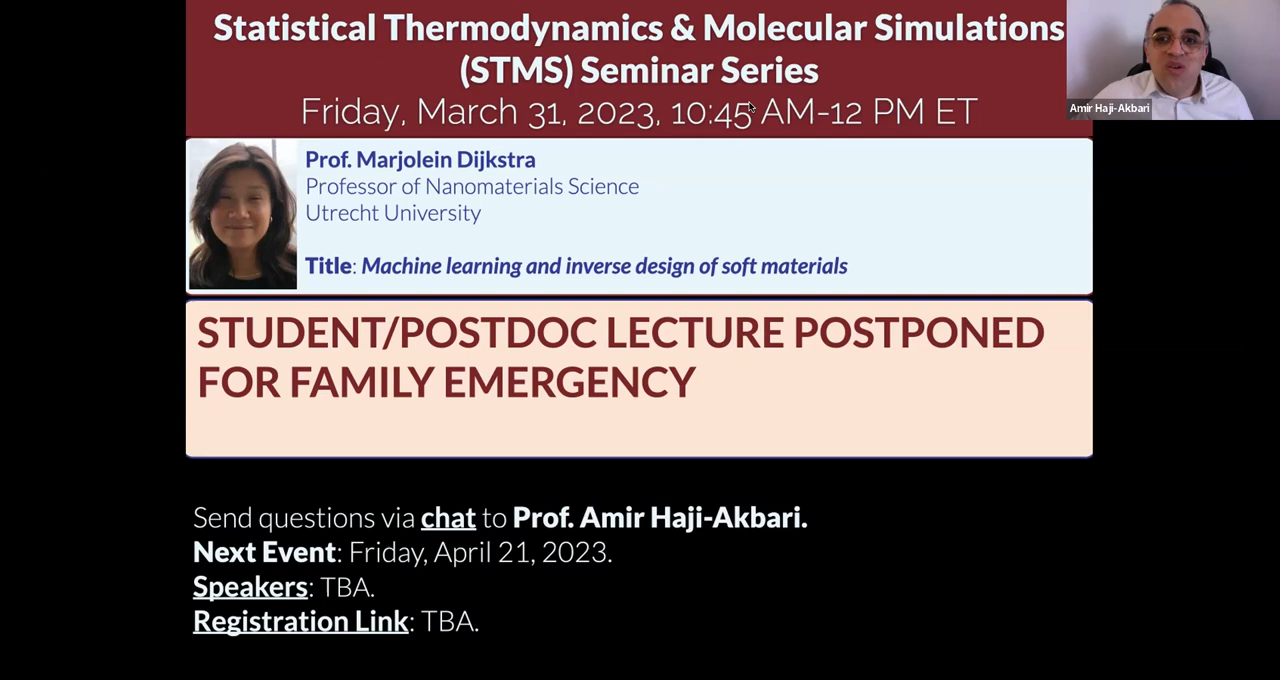 Statistical Thermodynamics & Molecular Simulations
(STMS) Seminar Series
Friday, March 31, 2023, 10:45 AM-12 PM ET
Amir Haji-Akbari
Prof. Marjolein Dijkstra
Professor of Nanomaterials Science
Utrecht University
Title: Machine learning and inverse design of soft materials
STUDENT/POSTDOC LECTURE POSTPONED
FOR FAMILY EMERGENCY
Send questions via chat to Prof. Amir Haji-Akbari.
Next Event: Friday, April 21, 2023.
Speakers: TBA.
Registration Link: TBA.